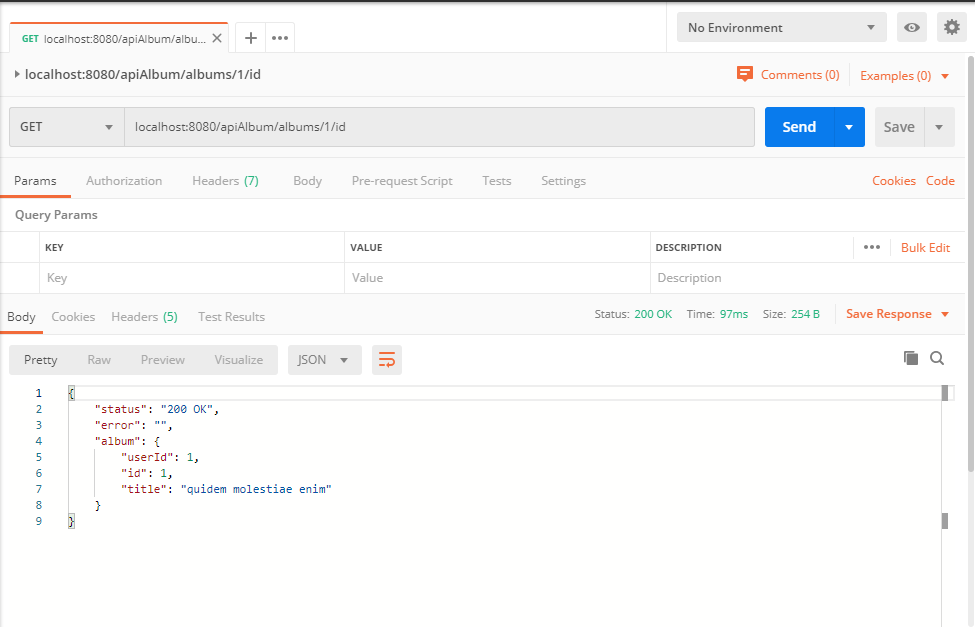 GET localhost:8080/apiAlbum/albu...
No Environment
localhost:8080/apiAlbum/albums/1/id
Comments (0)
Examples (0)
GET
localhost:8080/apiAlbum/albums/1/id
Send
Save
Params Authorization Headers (7) Body Pre-request Script Tests Settings Cookies Code
Query Params
KEY VALUE DESCRIPTION Bulk Edit
Key Value Description
Body Cookies Headers (5) Test Results Status: 200 OK Time: 97ms Size: 254 B Save Response
Pretty Raw Preview Visualize JSON
1 {
2 "status": "200 OK",
3 "error": "",
4 "album": {
5 "userId": 1,
6 "id": 1,
7 "title": "quidem molestiae enim"
8 }
9 }